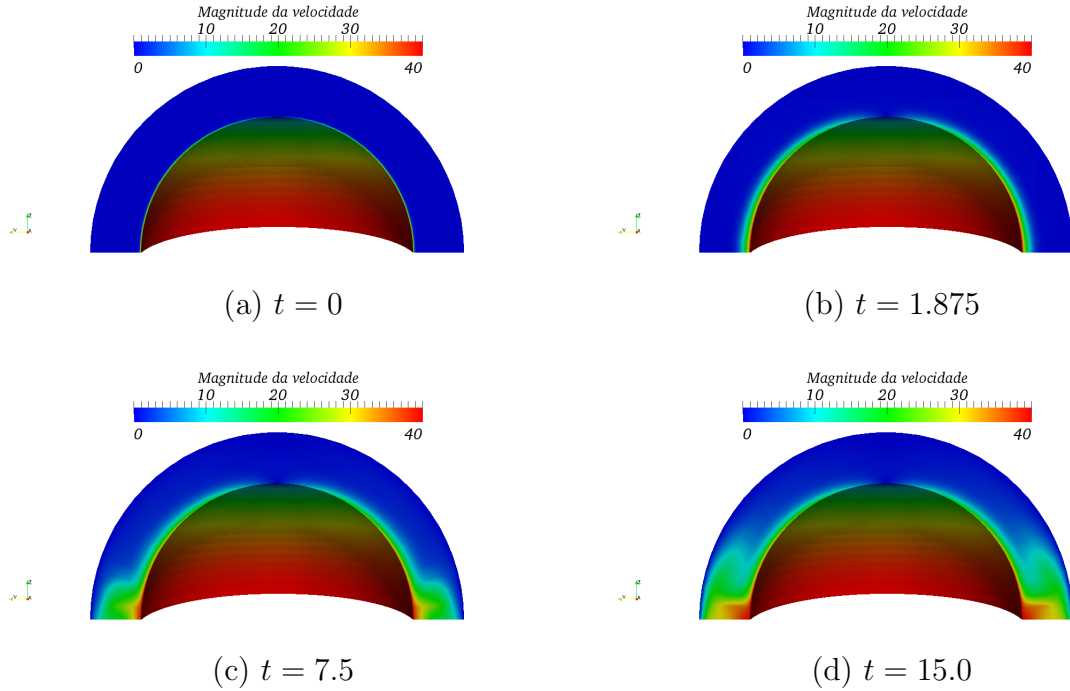 Magnitude da velocidade
10 20 30
0 40
(a) t = 0
Magnitude da velocidade
10 20 30
0 40
(b) t = 1.875
Magnitude da velocidade
10 20 30
0 40
(c) t = 7.5
Magnitude da velocidade
10 20 30
0 40
(d) t = 15.0